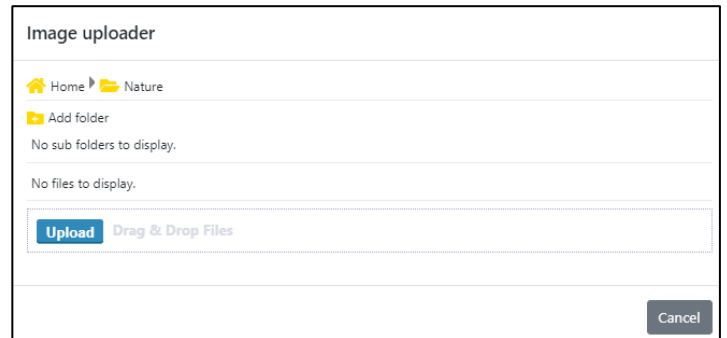 Image uploader
Home Nature
Add folder
No sub folders to display.
No files to display.
Upload Drag & Drop Files
Cancel